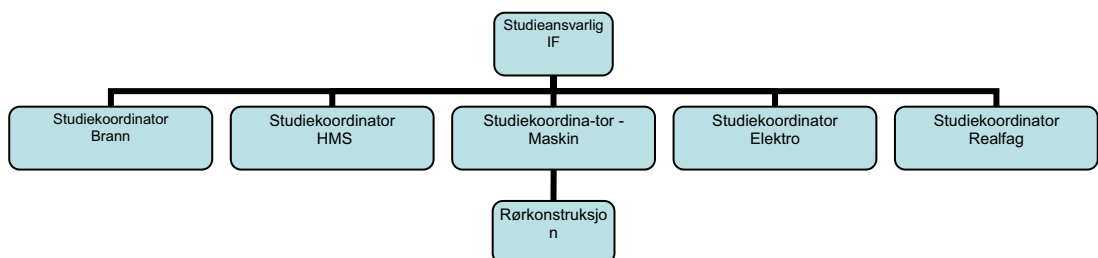 Studieansvarlig
IF
Studiekoordinator
Brann
Studiekoordinator
HMS
Studiekoordina-tor -
Maskin
Studiekoordinator
Elektro
Studiekoordinator
Realfag
Rørkonstruksjo
n